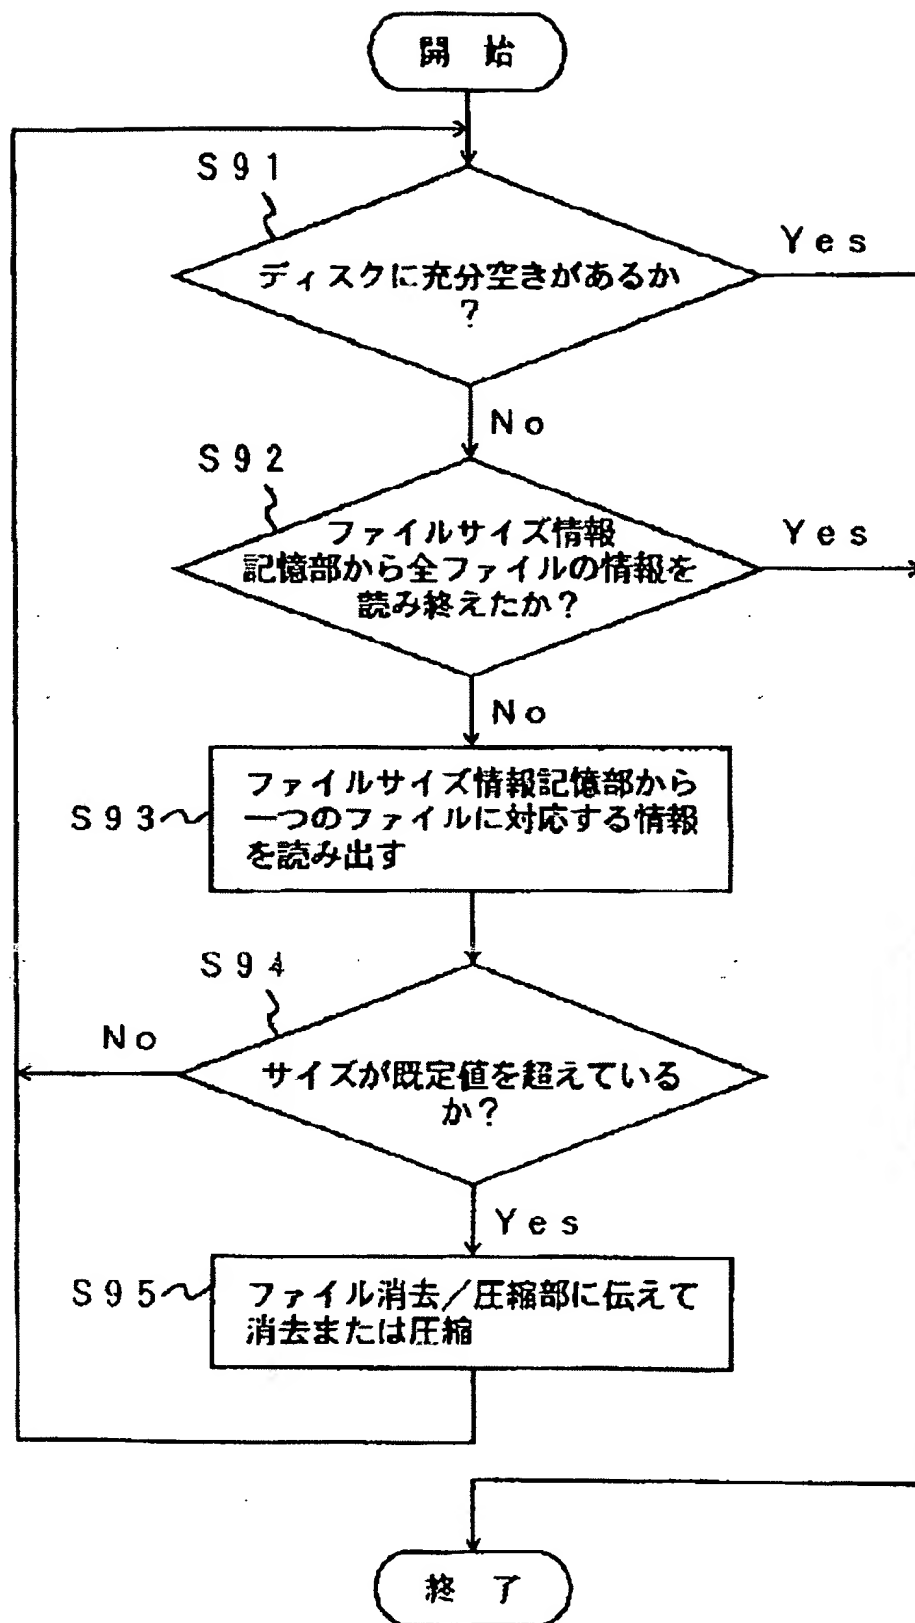 開 始
S91
Yes
ディスクに充分空きがあるか
?
No
S92
ファイルサイズ情報
記憶部から全ファイルの情報を
読み終えたか?
Yes
No
S93
ファイルサイズ情報記憶部から
一つのファイルに対応する情報
を読み出す
S94
No
サイズが既定値を超えている
か?
Yes
S95
ファイル消去/圧縮部に伝えて
消去または圧縮
終 了